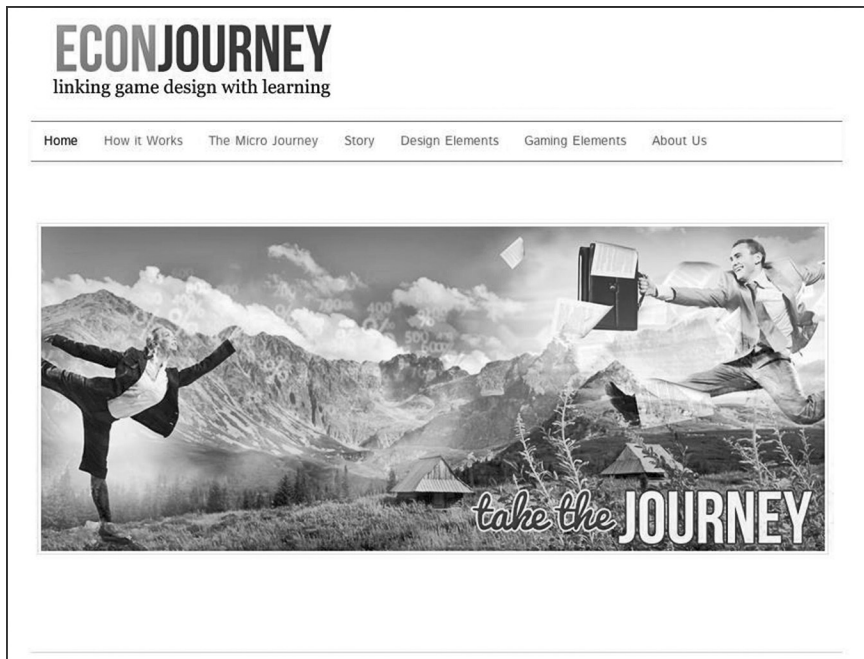 ECONJOURNEY
linking game design with learning
Home How it Works The Micro Journey Story Design Elements Gaming Elements About Us
take the JOURNEY